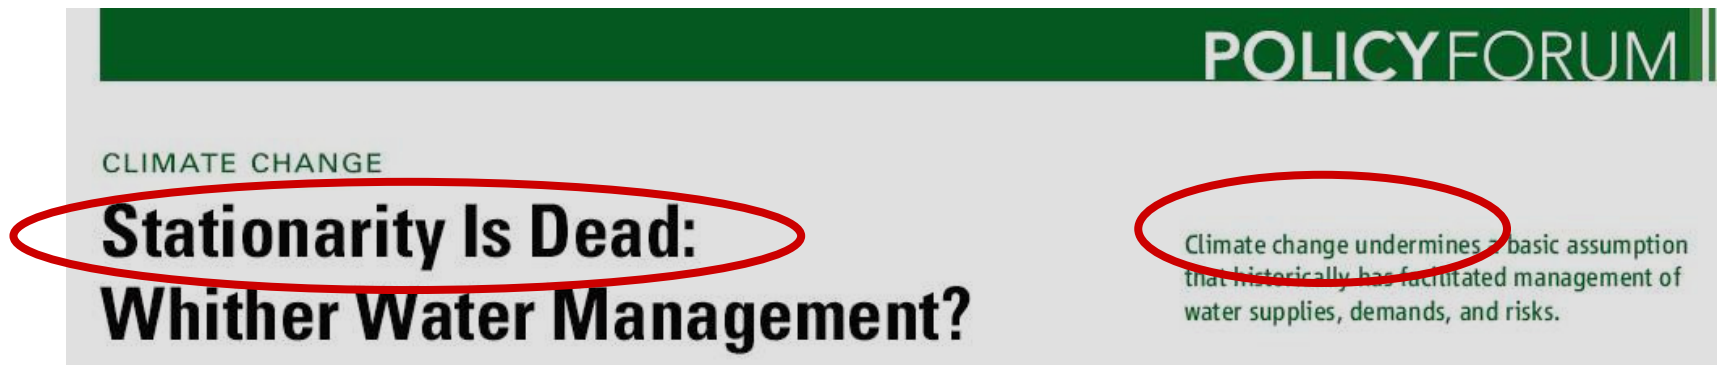 POLICYFORUM
CLIMATE CHANGE
Stationarity Is Dead:
Whither Water Management?
Climate change undermines a basic assumption
that historically has facilitated management of
water supplies, demands, and risks.